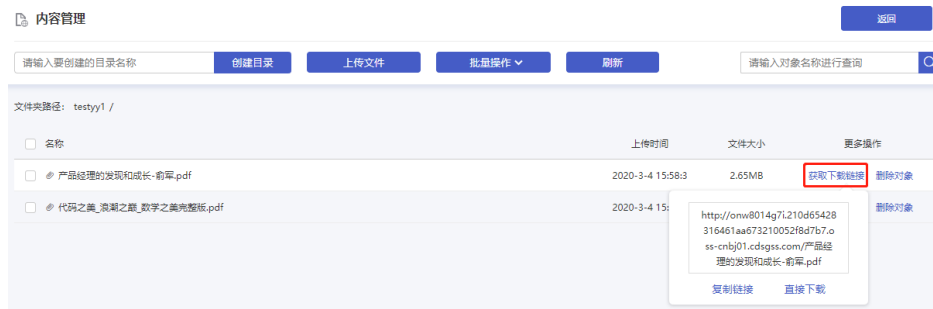 内容管理
返回
请输入要创建的目录名称 创建目录 上传文件 批量操作 刷新 请输入对象名称进行查询
文件夹路径： testyy1 /
名称 上传时间 文件大小 更多操作
产品经理的发现和成长-俞军.pdf 2020-3-4 15:58:3 2.65MB 获取下载链接 删除对象
代码之美_浪潮之巅_数学之美完整版.pdf 2020-3-4 15: 删除对象
http://onw8014g7i.210d65428
316461aa673210052f8d7b7.o
ss-cnbj01.cdsgss.com/产品经
理的发现和成长-俞军.pdf
复制链接 直接下载